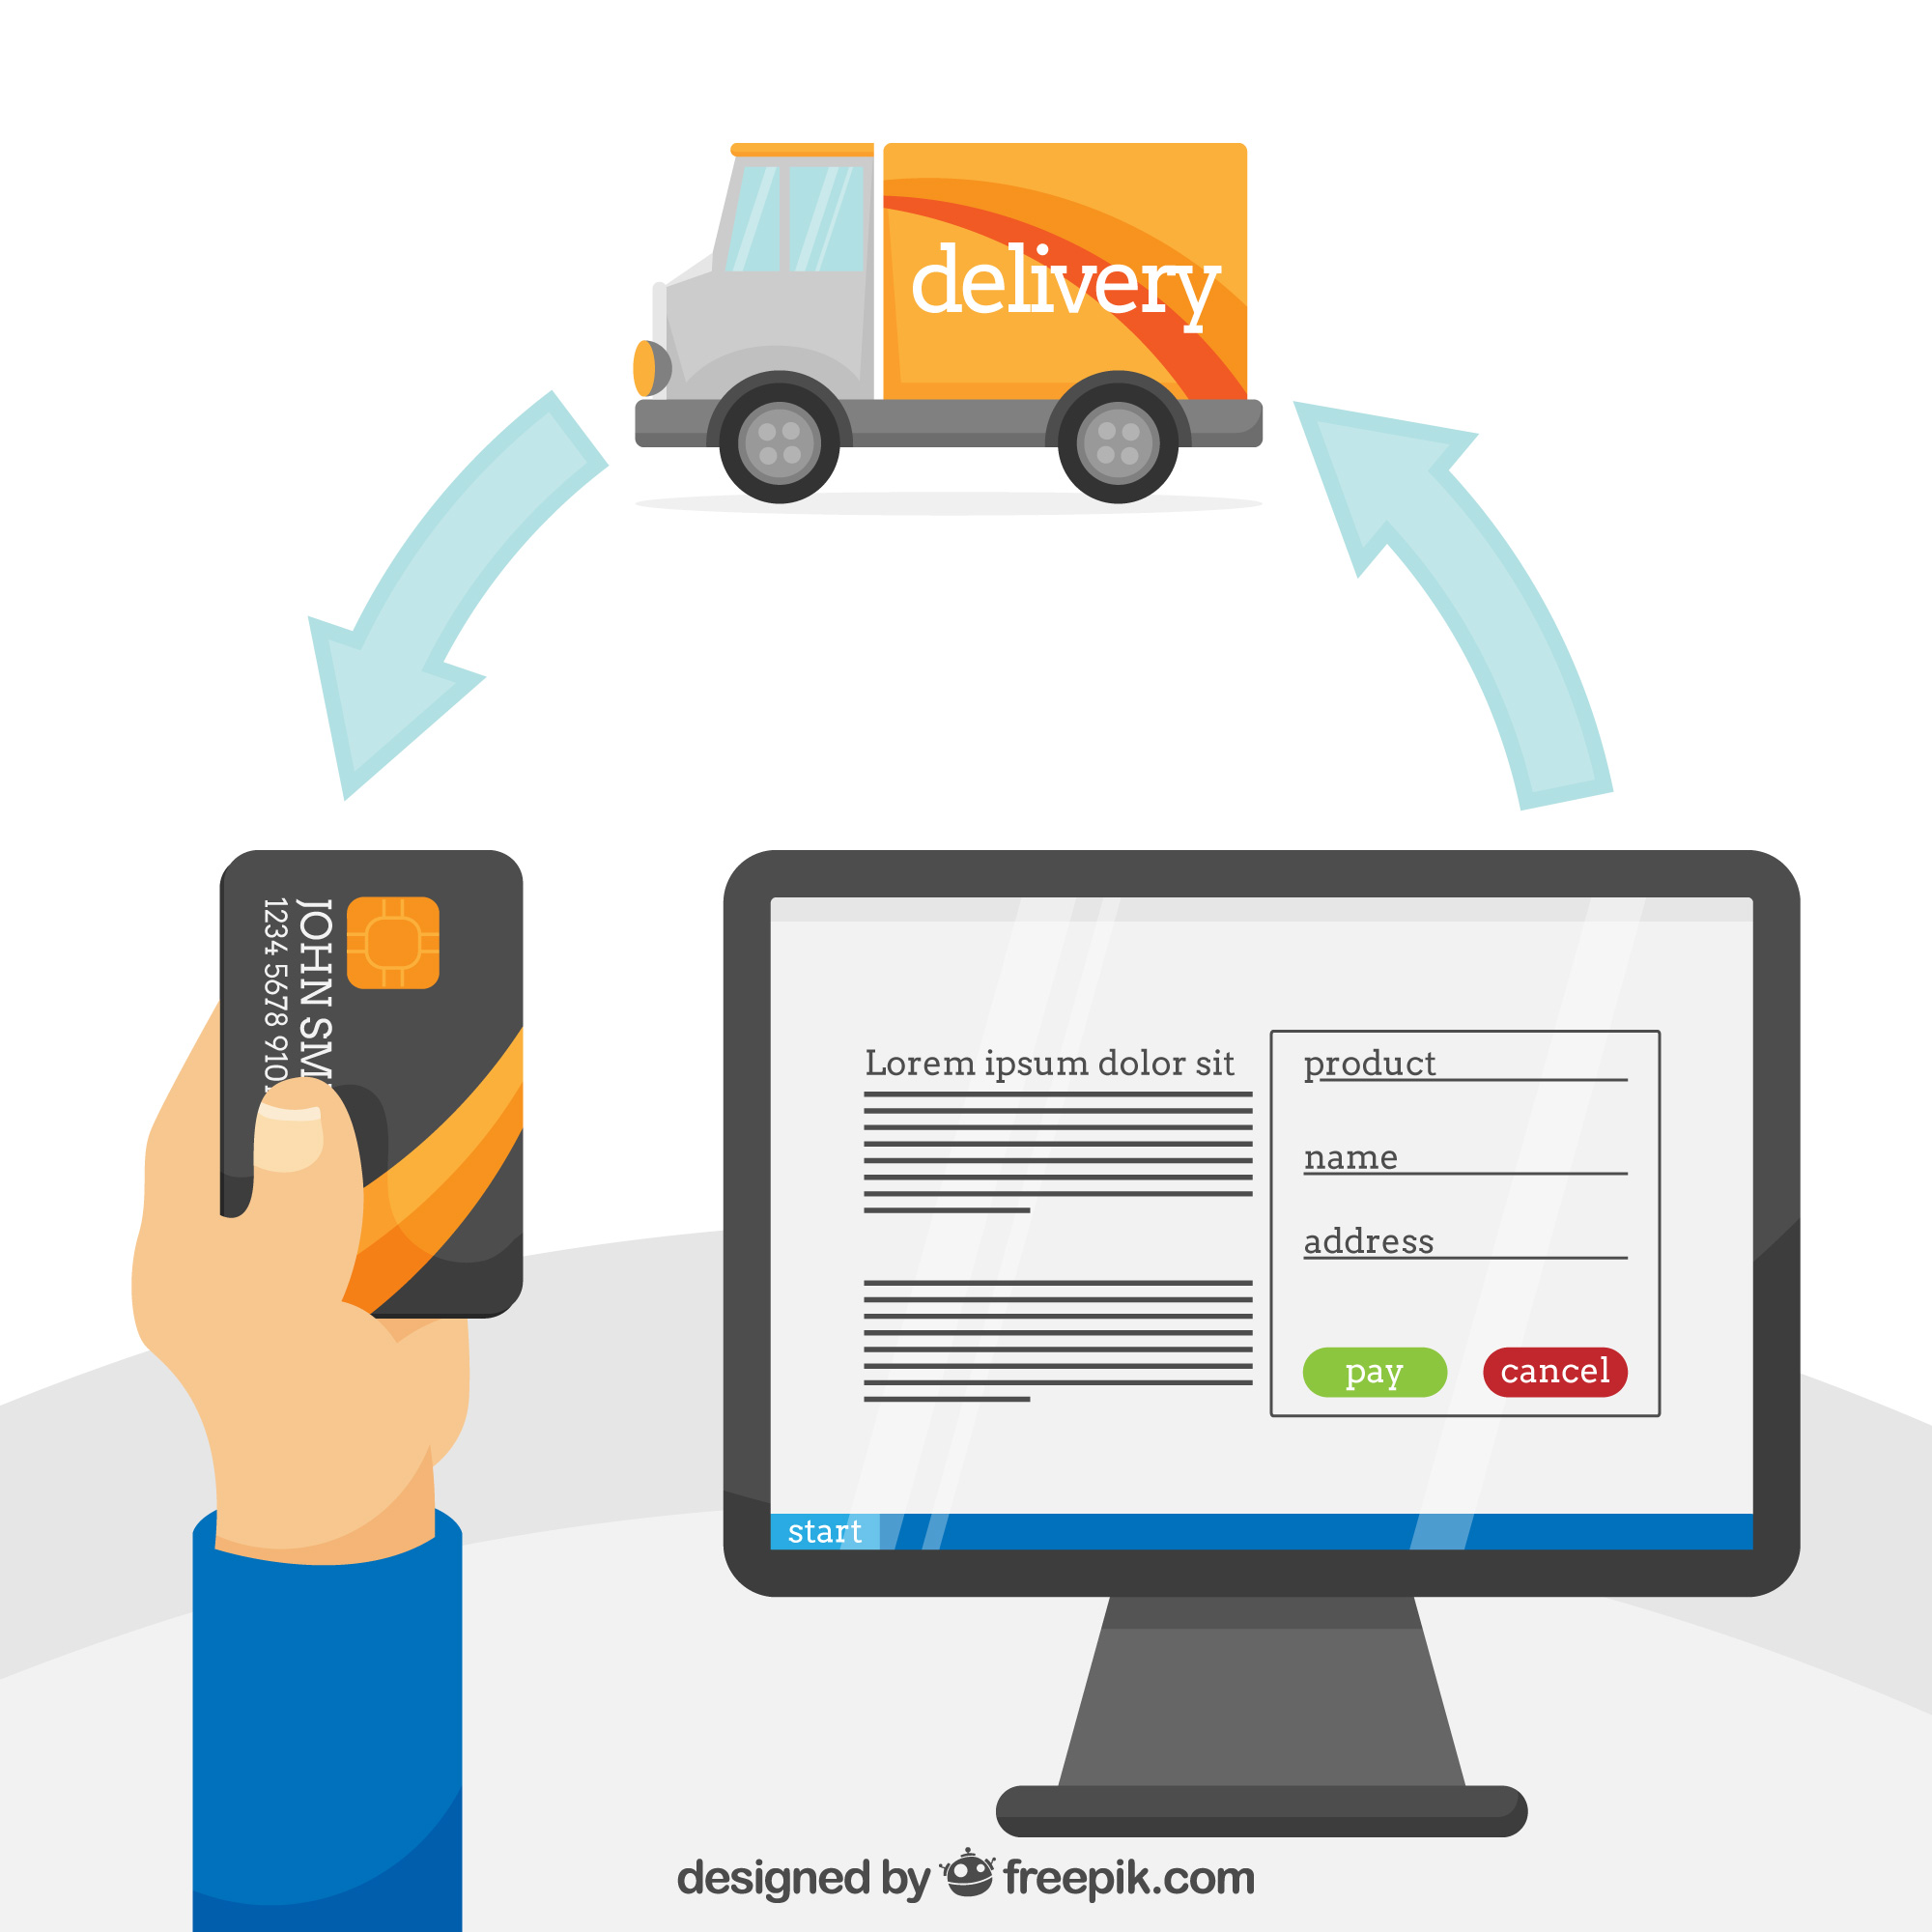 delivery
JOHN SM
1234 5678 910
Lorem ipsum dolor sit
product
name
address
pay
cancel
start
designed by freepik.com